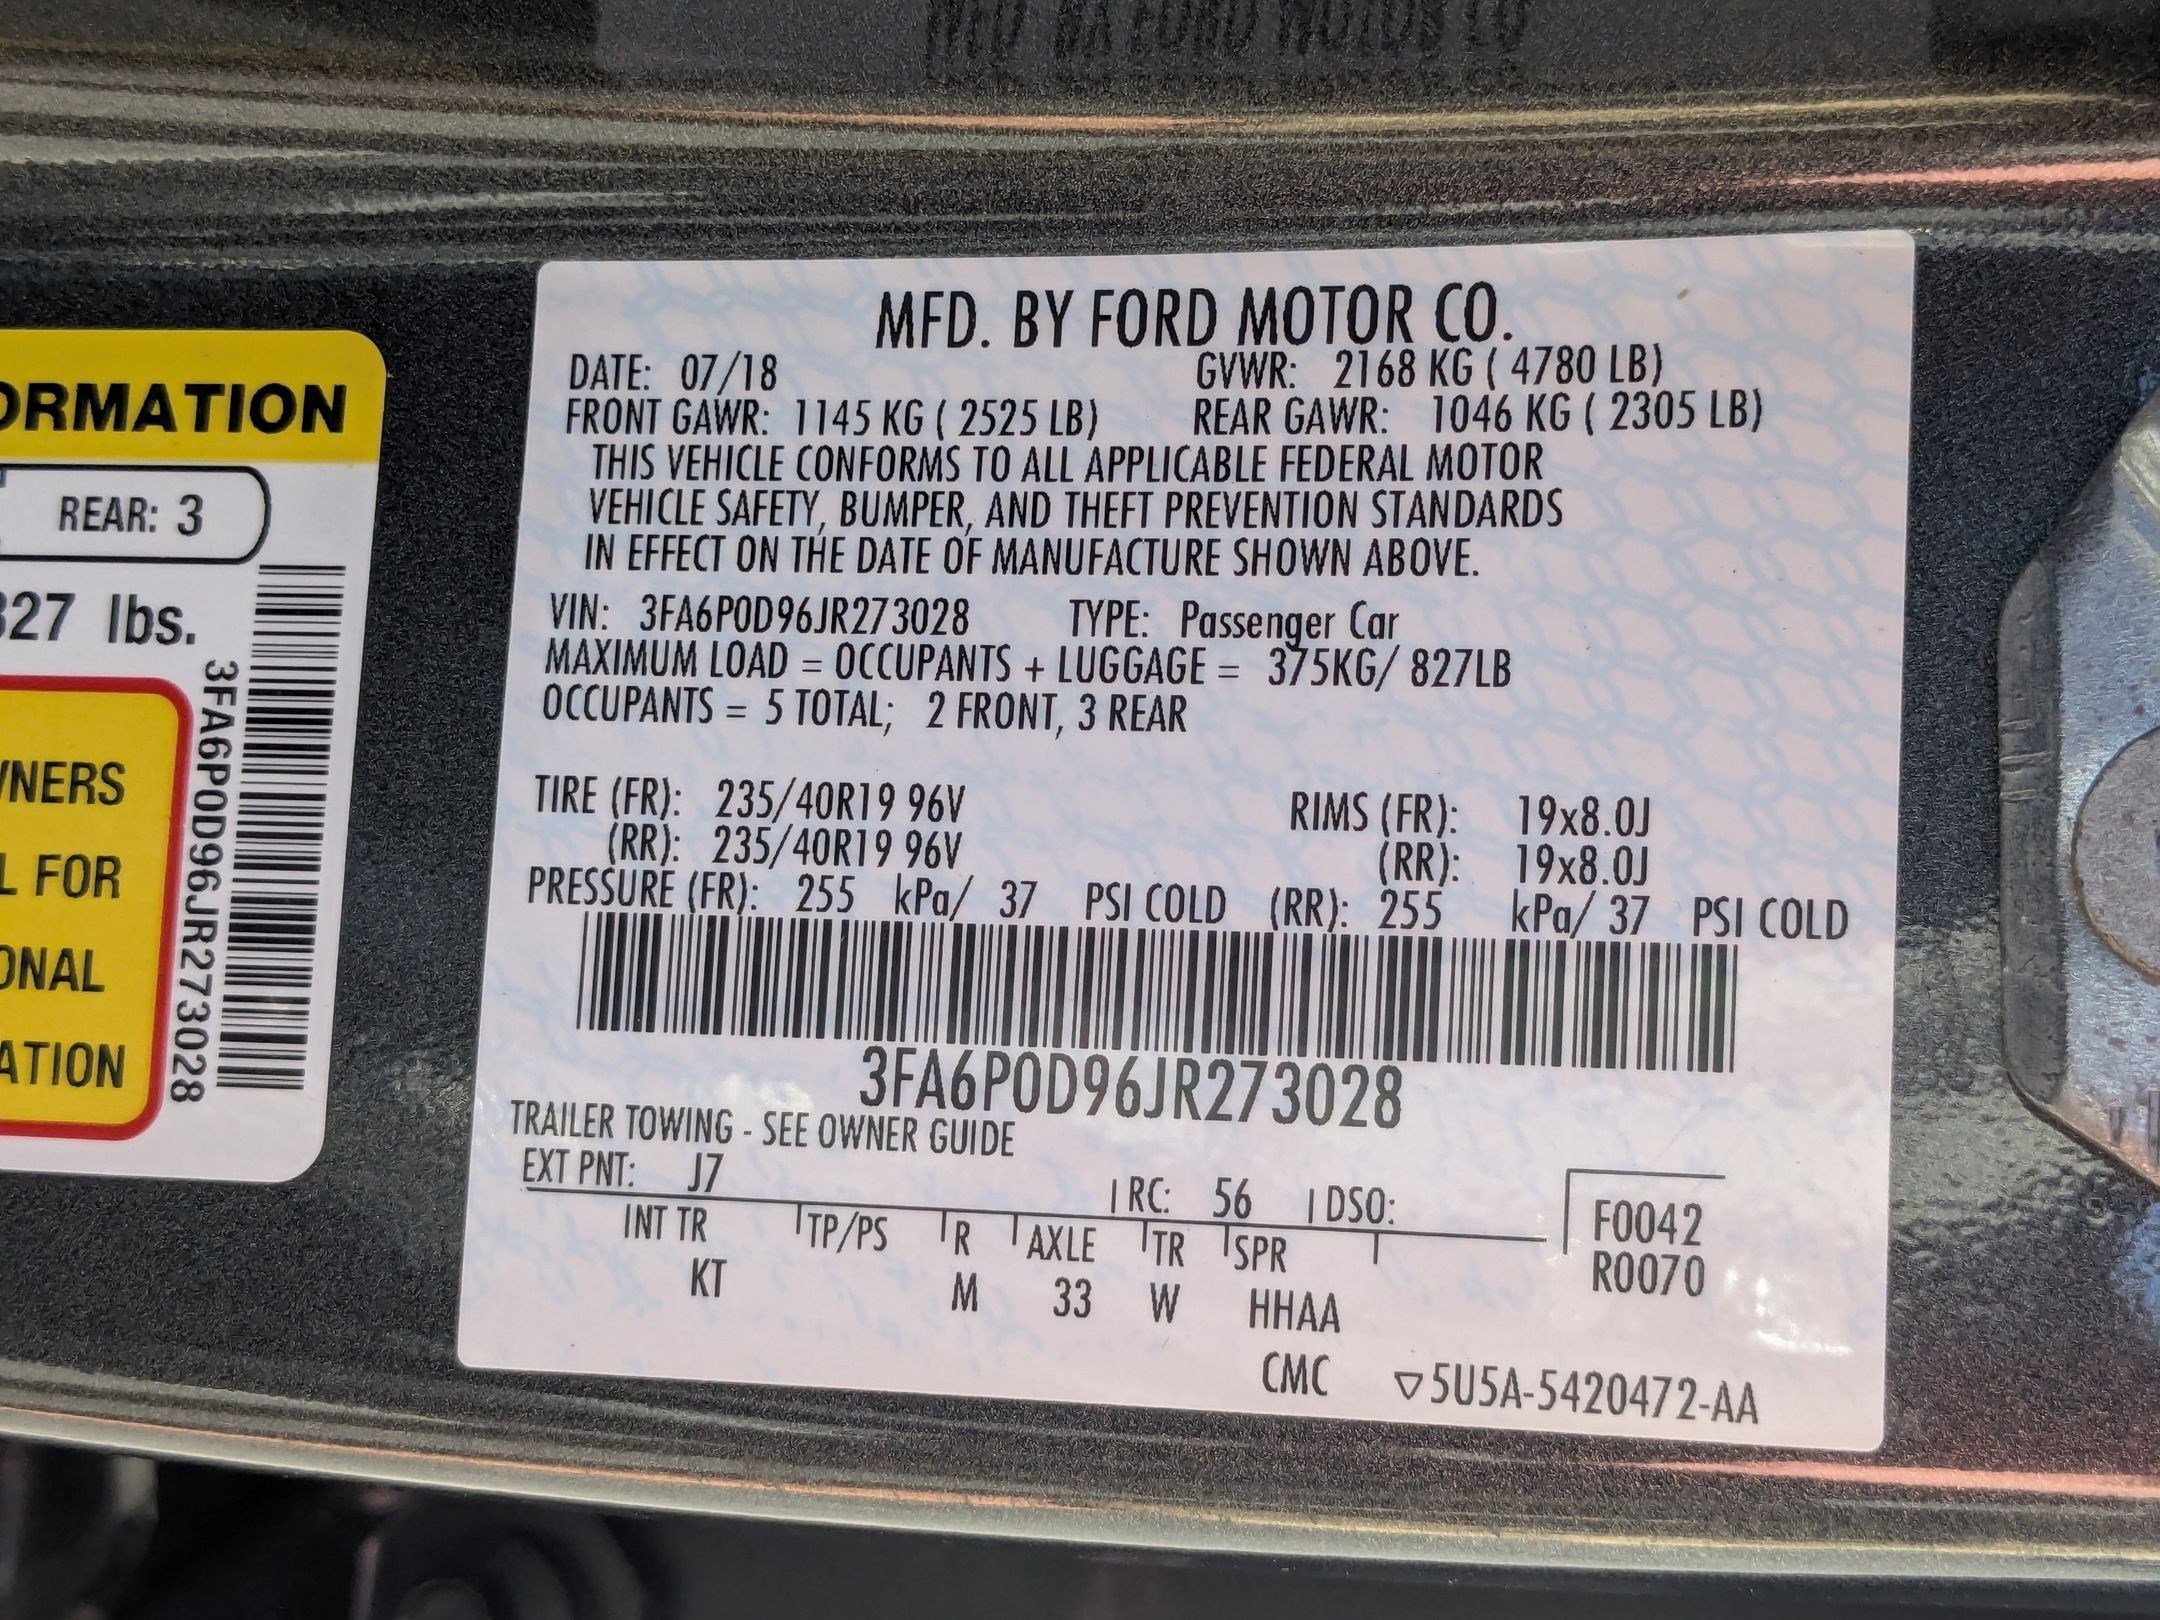 MFD. BY FORD MOTOR CO.
DATE: 07/18 GVWR: 2168 KG ( 4780 LB)
FRONT GAWR: 1145 KG ( 2525 LB) REAR GAWR: 1046 KG ( 2305 LB)
THIS VEHICLE CONFORMS TO ALL APPLICABLE FEDERAL MOTOR
VEHICLE SAFETY, BUMPER, AND THEFT PREVENTION STANDARDS
IN EFFECT ON THE DATE OF MANUFACTURE SHOWN ABOVE.
VIN: 3FA6P0D96JR273028 TYPE: Passenger Car
MAXIMUM LOAD = OCCUPANTS + LUGGAGE = 375KG/ 827LB
OCCUPANTS = 5 TOTAL; 2 FRONT, 3 REAR
TIRE (FR): 235/40R19 96V RIMS (FR): 19x8.0J
(RR): 235/40R19 96V (RR): 19x8.0J
PRESSURE (FR): 255 kPa/ 37 PSI COLD (RR): 255 kPa/ 37 PSI COLD
3FA6P0D96JR273028
TRAILER TOWING - SEE OWNER GUIDE
EXT PNT: J7 RC: 56 DSO:
INT TR TP/PS R AXLE TR SPR
KT M 33 W HHAA
F0042
R0070
CMC ▽5U5A-5420472-AA
ORMATION
REAR: 3
827 lbs.
WNERS
L FOR
ONAL
ATION
3FA6P0D96JR273028